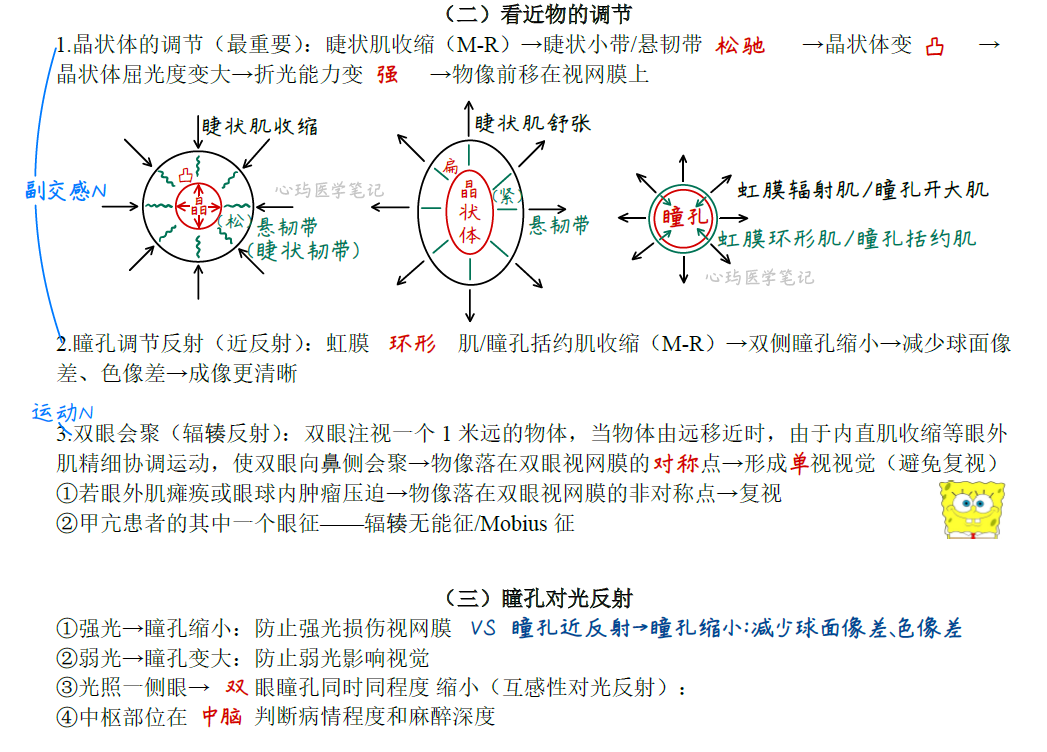 （二）看近物的调节
1.晶状体的调节（最重要）：睫状肌收缩（M-R）→睫状小带/悬韧带 松驰 →晶状体变 凸 →
晶状体屈光度变大→折光能力变 强 →物像前移在视网膜上
睫状肌收缩
凸
晶
(松)
悬韧带
(睫状韧带)
心玙医学笔记
睫状肌舒张
扁
晶状体
(紧)
悬韧带
瞳孔
虹膜辐射肌/瞳孔开大肌
虹膜环形肌/瞳孔括约肌
心玙医学笔记
副交感N
2.瞳孔调节反射（近反射）：虹膜 环形 肌/瞳孔括约肌收缩（M-R）→双侧瞳孔缩小→减少球面像
差、色像差→成像更清晰
运动N
3.双眼会聚（辐辏反射）：双眼注视一个 1 米远的物体，当物体由远移近时，由于内直肌收缩等眼外
肌精细协调运动，使双眼向鼻侧会聚→物像落在双眼视网膜的对称点→形成单视视觉（避免复视）
①若眼外肌瘫痪或眼球内肿瘤压迫→物像落在双眼视网膜的非对称点→复视
②甲亢患者的其中一个眼征——辐辏无能征/Mobius 征
（三）瞳孔对光反射
①强光→瞳孔缩小：防止强光损伤视网膜 VS 瞳孔近反射→瞳孔缩小:减少球面像差、色像差
②弱光→瞳孔变大：防止弱光影响视觉
③光照一侧眼→ 双 眼瞳孔同时同程度 缩小（互感性对光反射）：
④中枢部位在 中脑 判断病情程度和麻醉深度